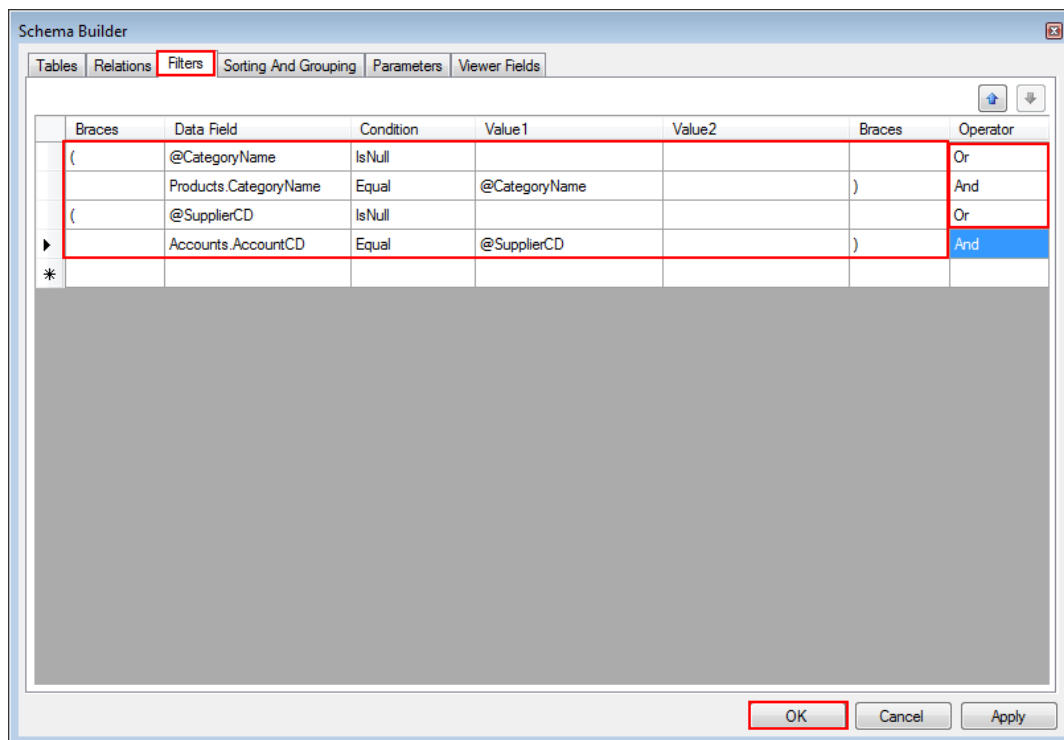 Schema Builder
Tables Relations Filters Sorting And Grouping Parameters Viewer Fields
Braces Data Field Condition Value1 Value2 Braces Operator
( @CategoryName IsNull Or
Products.CategoryName Equal @CategoryName ) And
( @SupplierCD IsNull Or
Accounts.AccountCD Equal @SupplierCD ) And
OK Cancel Apply